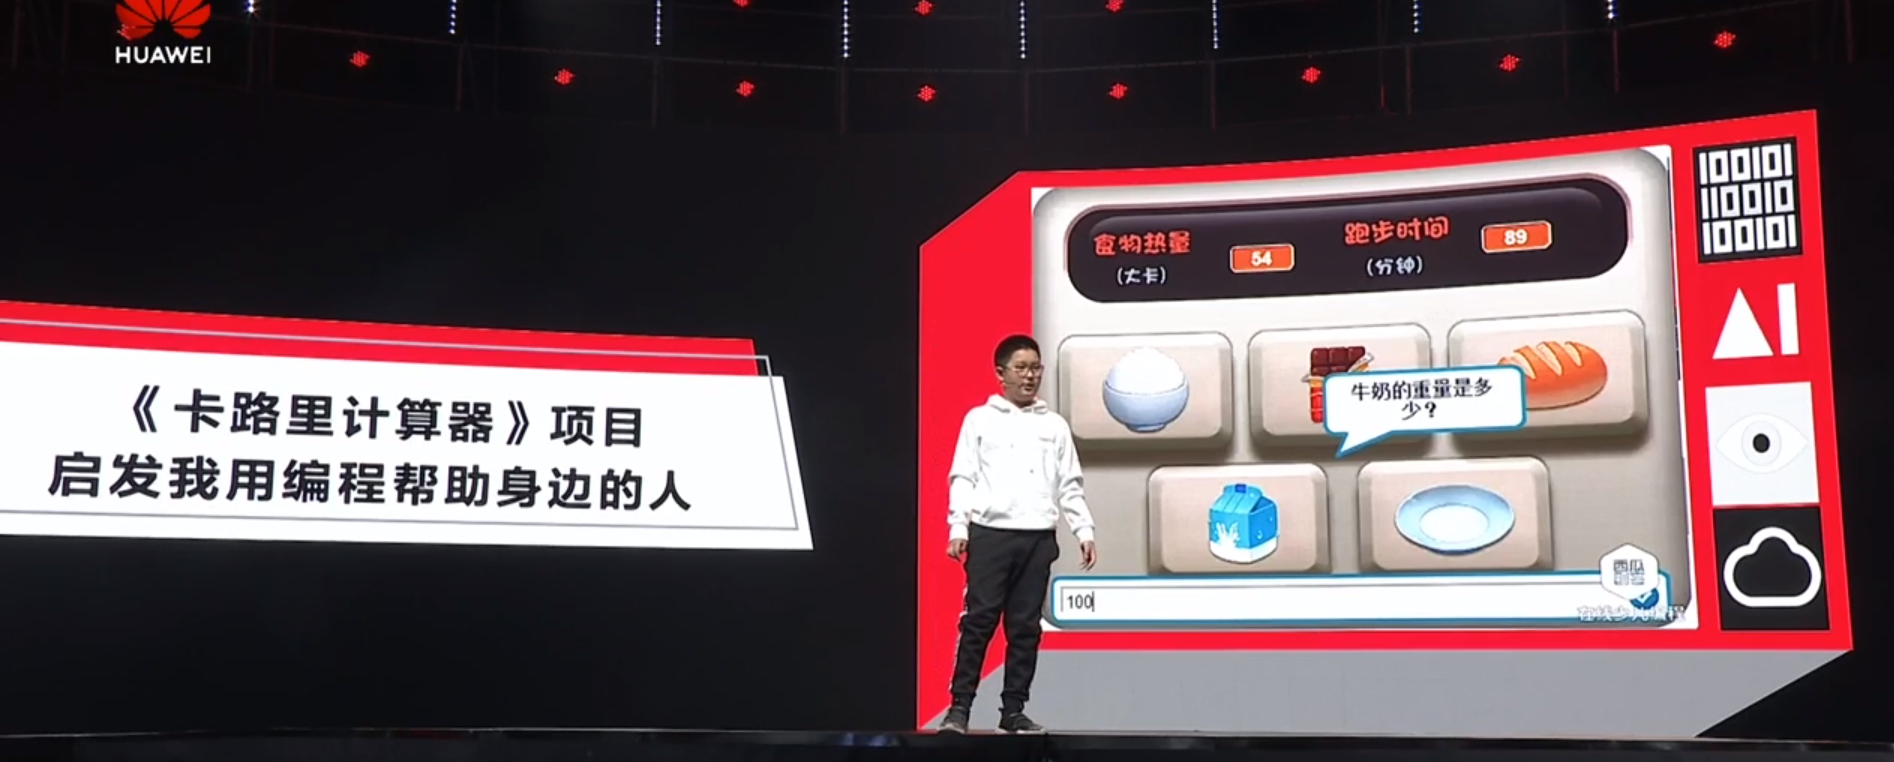 HUAWEI
《卡路里计算器》项目
启发我用编程帮助身边的人
食物热量
(大卡)
54
跑步时间
(分钟)
89
牛奶的重量是多
少？
100
在线少儿编程
100101
110010
100101
AI